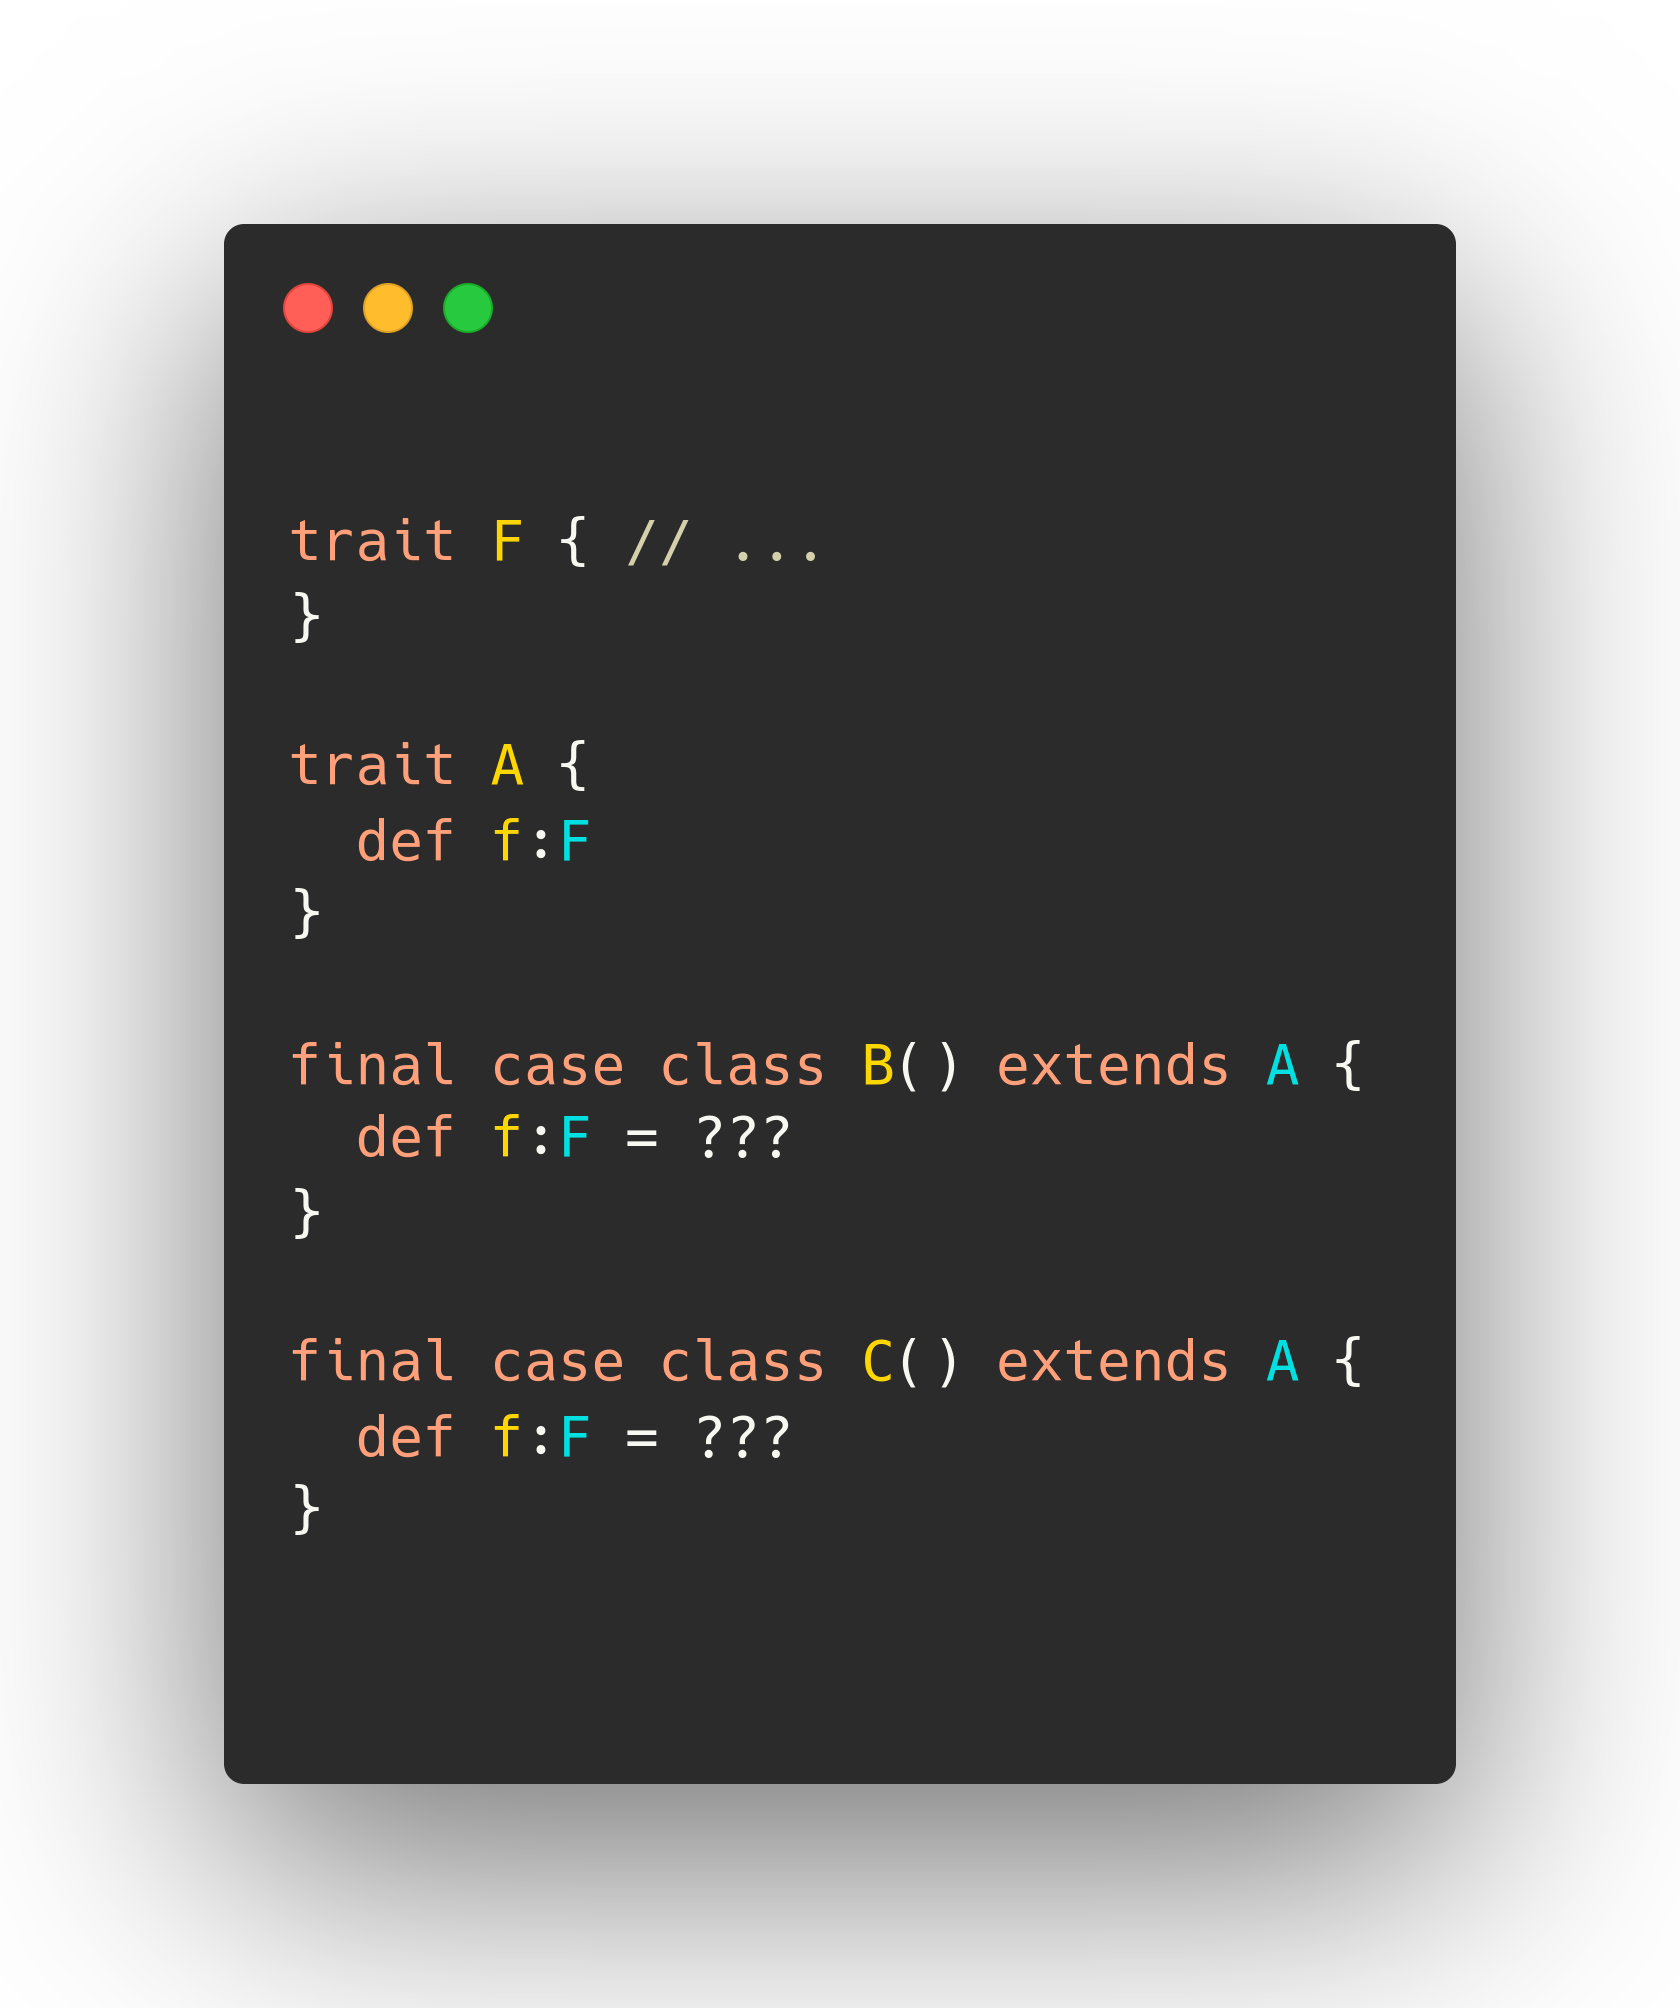 trait F { // ...
}
trait A {
  def f:F
}
final case class B() extends A {
  def f:F = ???
}
final case class C() extends A {
  def f:F = ???
}